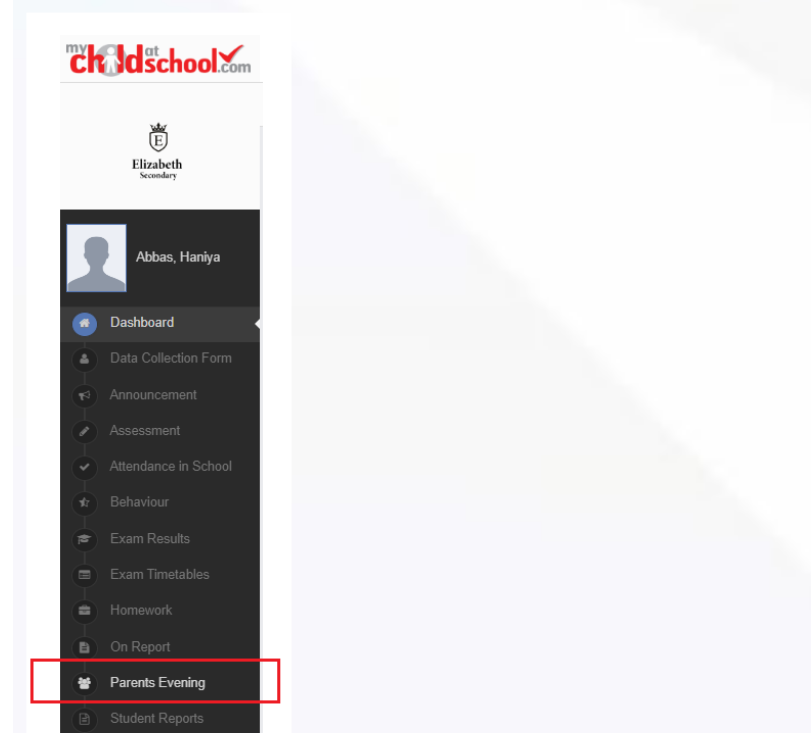 mychildatschool.com
E
Elizabeth
Secondary
Abbas, Haniya
Dashboard
Data Collection Form
Announcement
Assessment
Attendance in School
Behaviour
Exam Results
Exam Timetables
Homework
On Report
Parents Evening
Student Reports